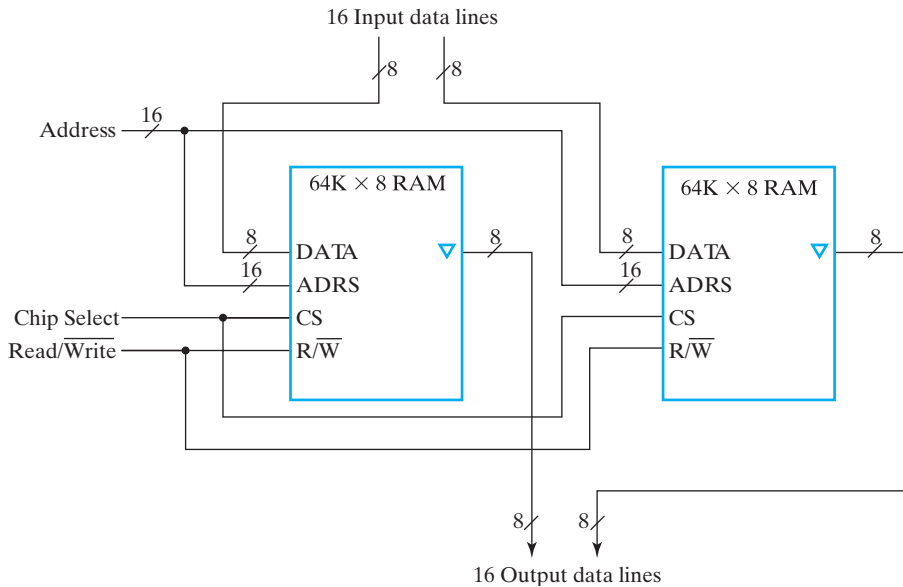 16 Input data lines
8
8
16
Address
64K × 8 RAM
64K × 8 RAM
8
DATA
8
8
DATA
8
16
ADRS
16
ADRS
Chip Select
CS
CS
Read/W̅r̅i̅t̅e̅
R/W̅
R/W̅
8
8
16 Output data lines